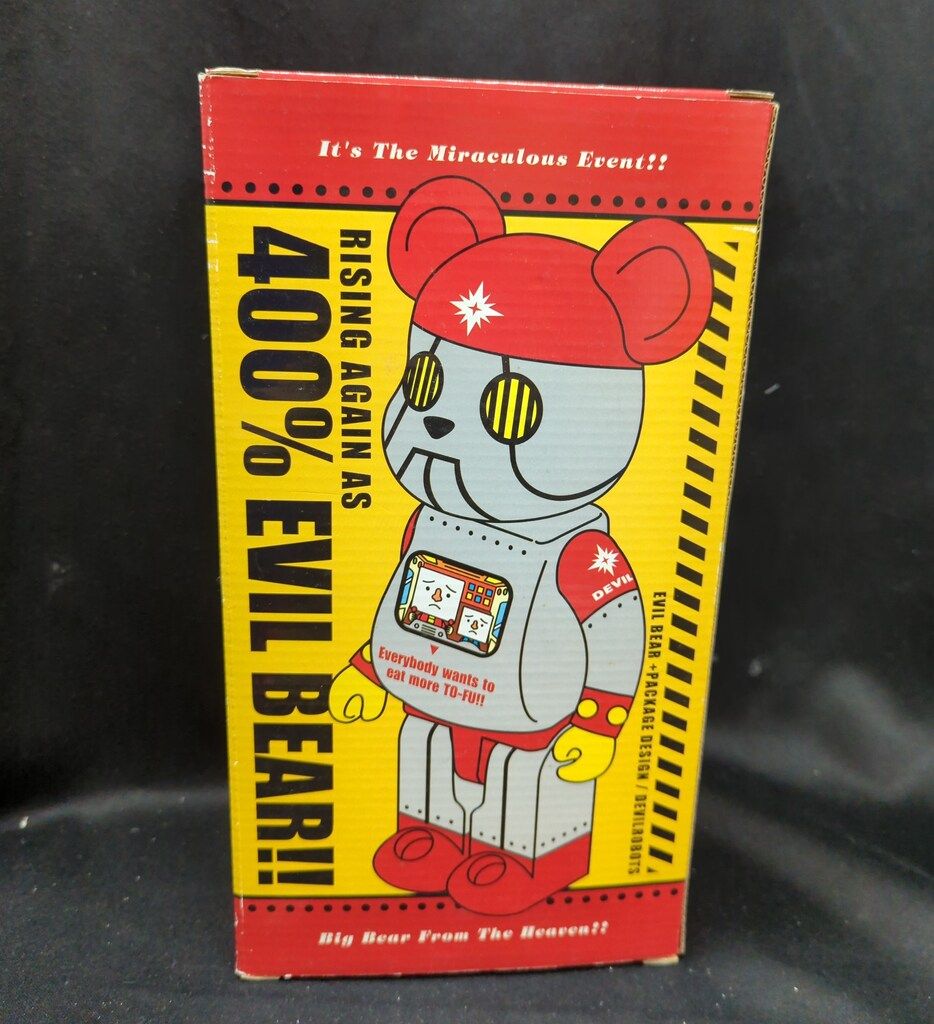 It's The Miraculous Event!!
RISING AGAIN AS
400% EVIL BEAR!!
DEVIL
Everybody wants to
eat more TO-FU!!
EVIL BEAR +PACKAGE DESIGN / DEVILROBOTS
Big Bear From The Heaven!!